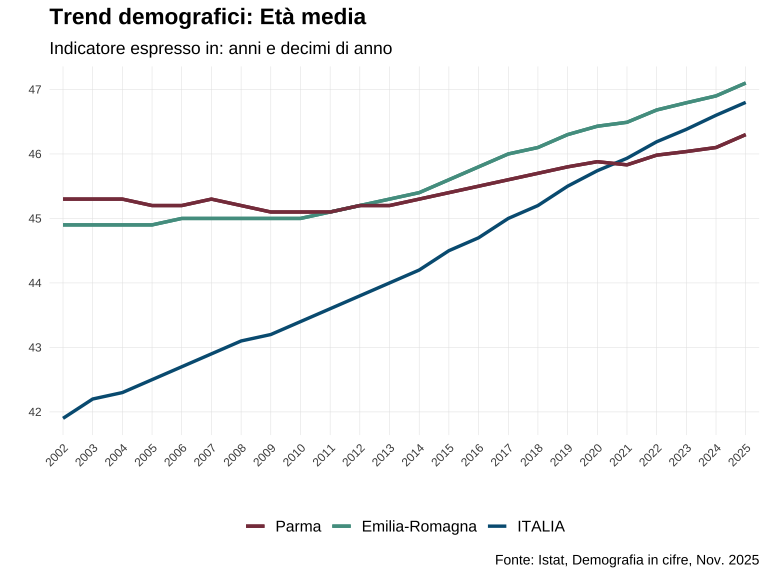 Trend demografici: Età media
Indicatore espresso in: anni e decimi di anno
47
46
45
44
43
42
2002 2003 2004 2005 2006 2007 2008 2009 2010 2011 2012 2013 2014 2015 2016 2017 2018 2019 2020 2021 2022 2023 2024 2025
Parma Emilia-Romagna ITALIA
Fonte: Istat, Demografia in cifre, Nov. 2025